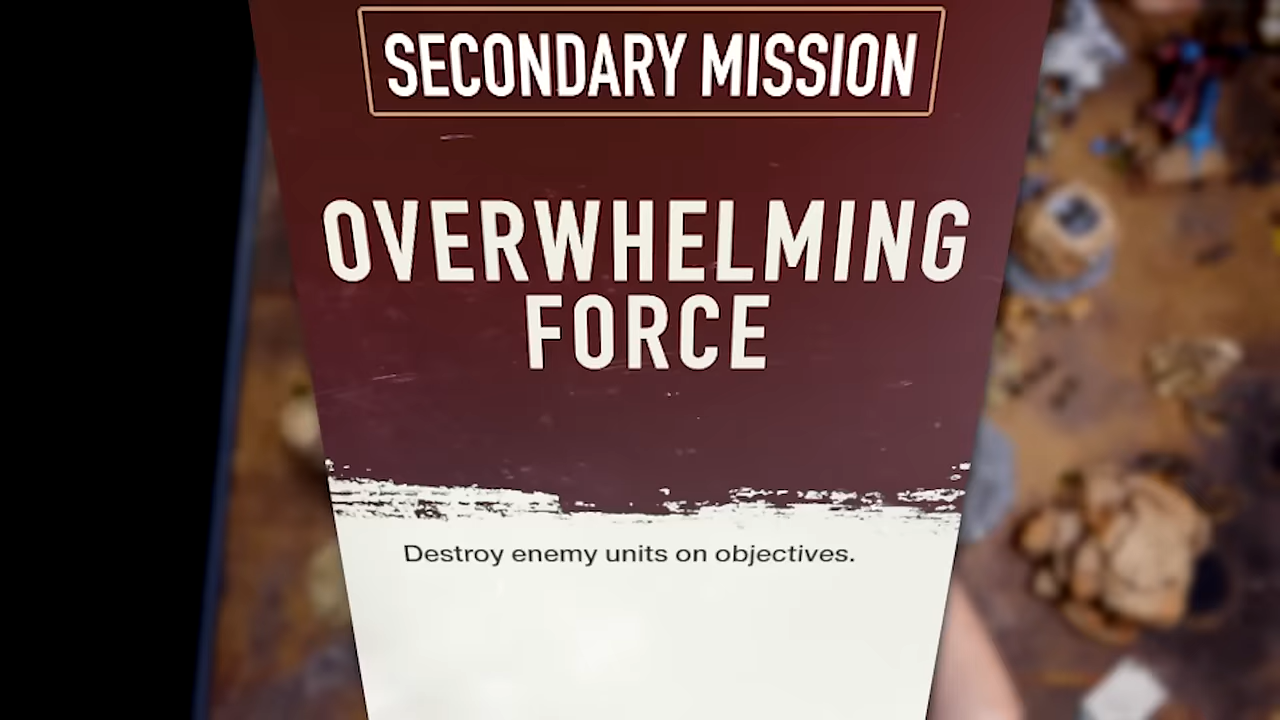 SECONDARY MISSION
OVERWHELMING
FORCE
Destroy enemy units on objectives.